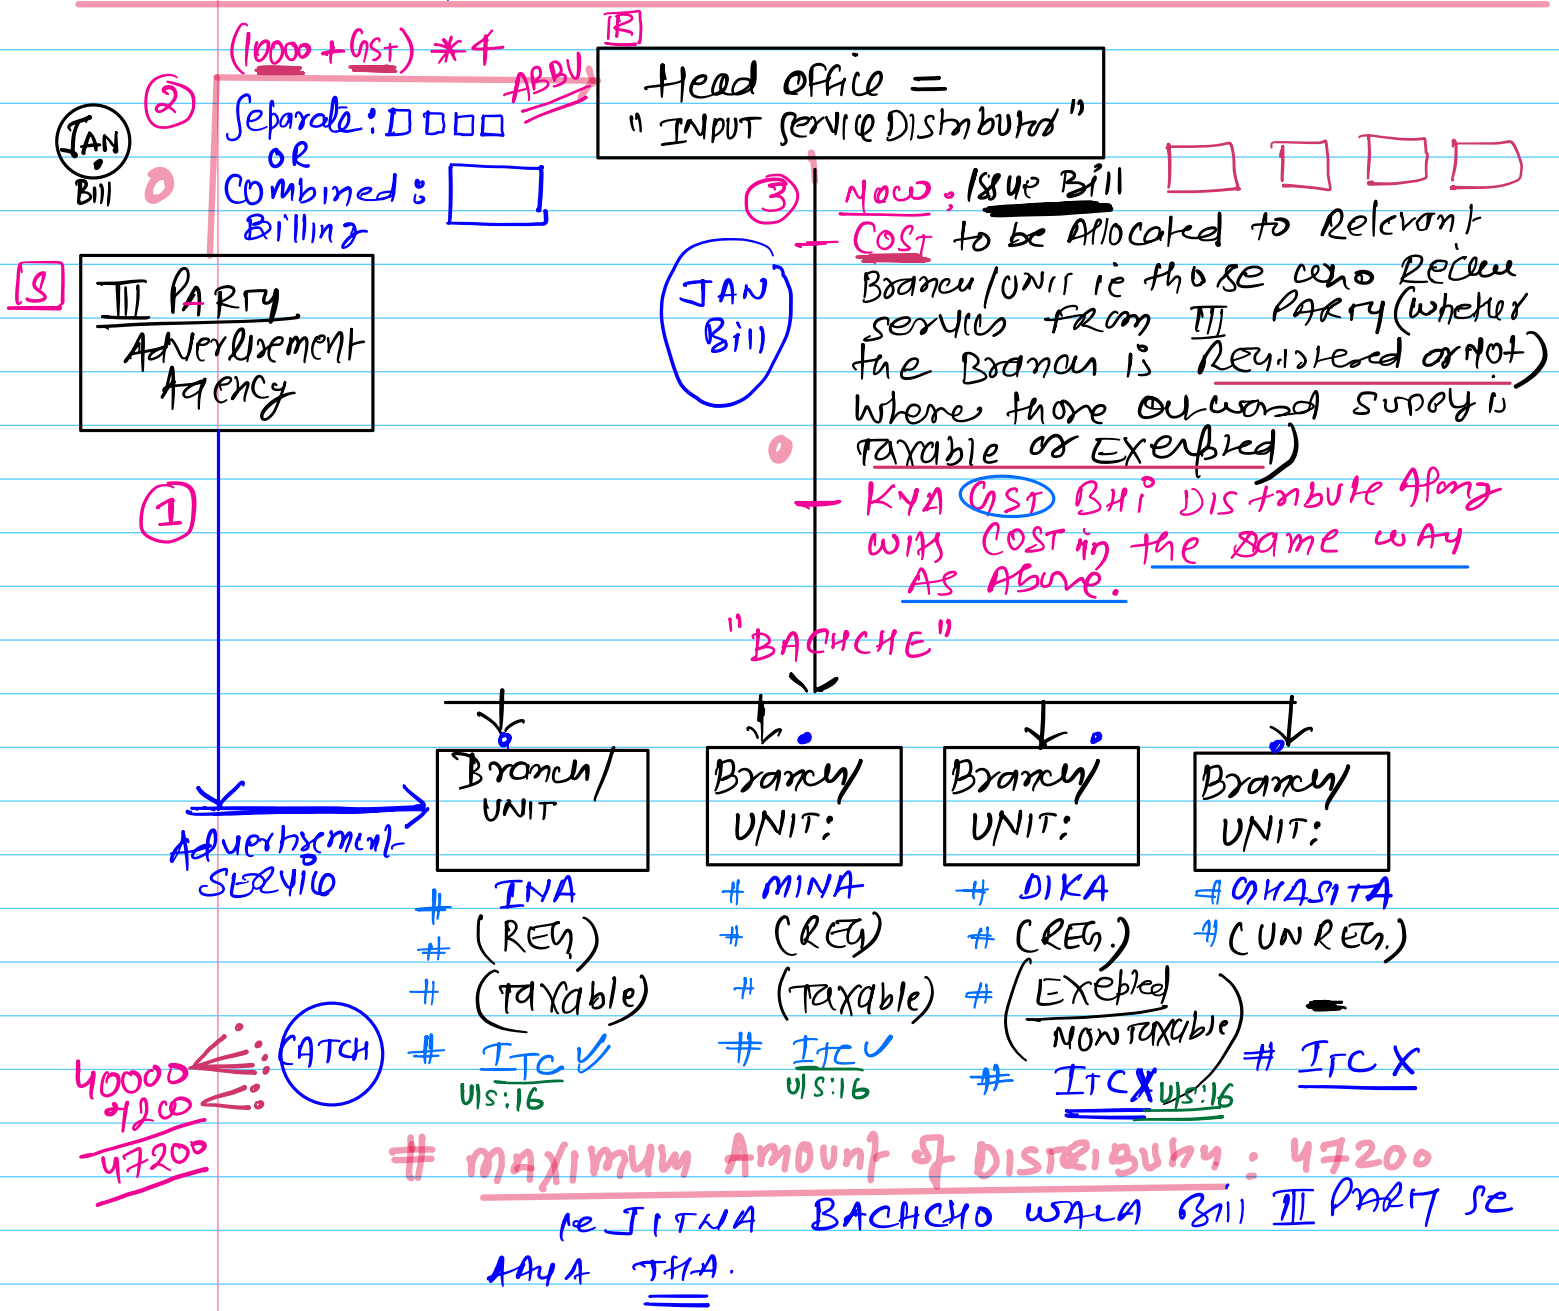 (10000 + GST) * 4
R
ABBU
2
JAN
Bill
Separate:
OR
Combined:
Billing
Head office =
"INPUT Service Distributor"
3
NOW: Issue Bill
COST to be Allocated to Relevant
Branch/UNIT ie those who Receive
services FROM III PARTY (whether
the Branch is Registered or Not)
where there outward supply is
Taxable or Exempted)
JAN
Bill
S
III PARTY
Advertisement
Agency
1
KYA GST BHI Distribute Along
with COST in the same way
As Above.
"BACHCHE"
Advertisement
SERVICE
Branch/
UNIT
Branch/
UNIT:
Branch/
UNIT:
Branch/
UNIT:
# INA
# MINA
# DIKA
# GHASITA
# (REG)
# (REG)
# (REG.)
# (UNREG.)
# (Taxable)
# (Taxable)
# (Exepted
NON TAXABLE)
# ITC ✓
U/S:16
# ITC ✓
U/S:16
# ITC X U/S:16
# ITC X
CATCH
40000
7200
47200
# maximum Amount of Distribution: 47200
ie JITNA BACHCHO WALA Bill III PARTY SE
AAYA THA.